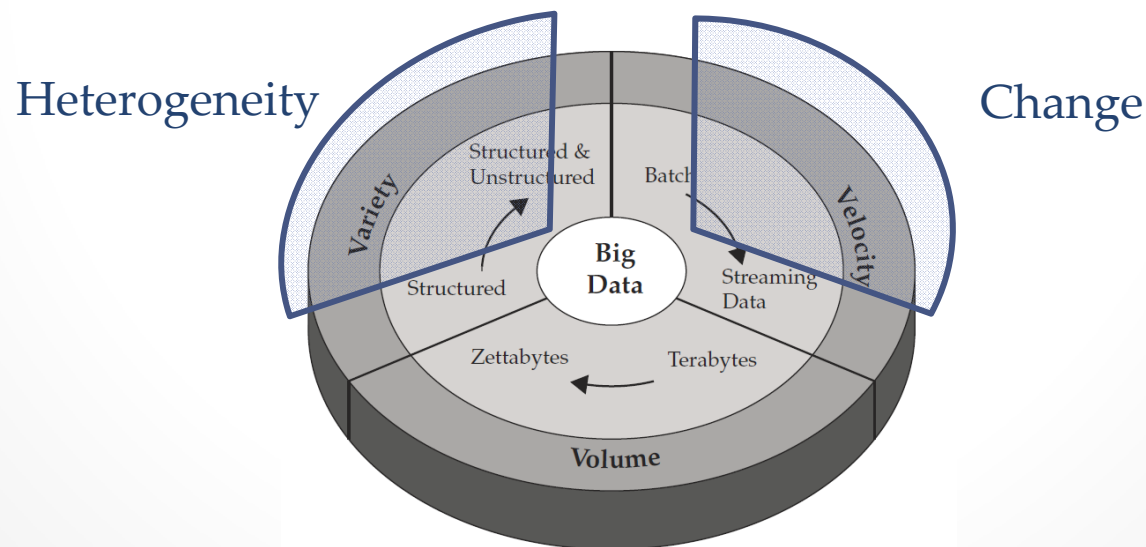 Heterogeneity
Change
Structured &
Unstructured
Batch
Variety
Velocity
Big
Data
Structured
Streaming
Data
Zettabytes
Terabytes
Volume